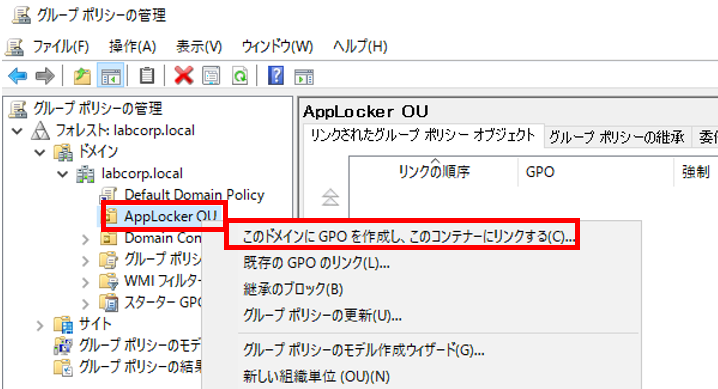 グループ ポリシーの管理
ファイル(F) 操作(A) 表示(V) ウィンドウ(W) ヘルプ(H)
グループ ポリシーの管理
フォレスト: labcorp.local
ドメイン
labcorp.local
Default Domain Policy
AppLocker OU
Domain Con
グループ ポリシ
WMI フィルター
スターター GPO
サイト
グループ ポリシーのモデ
グループ ポリシーの結果
AppLocker OU
リンクされたグループ ポリシー オブジェクト グループ ポリシーの継承 委任
リンクの順序 GPO 強制
このドメインに GPO を作成し、このコンテナーにリンクする(C)...
既存の GPO のリンク(L)...
継承のブロック(B)
グループ ポリシーの更新(U)...
グループ ポリシーのモデル作成ウィザード(G)...
新しい組織単位 (OU)(N)